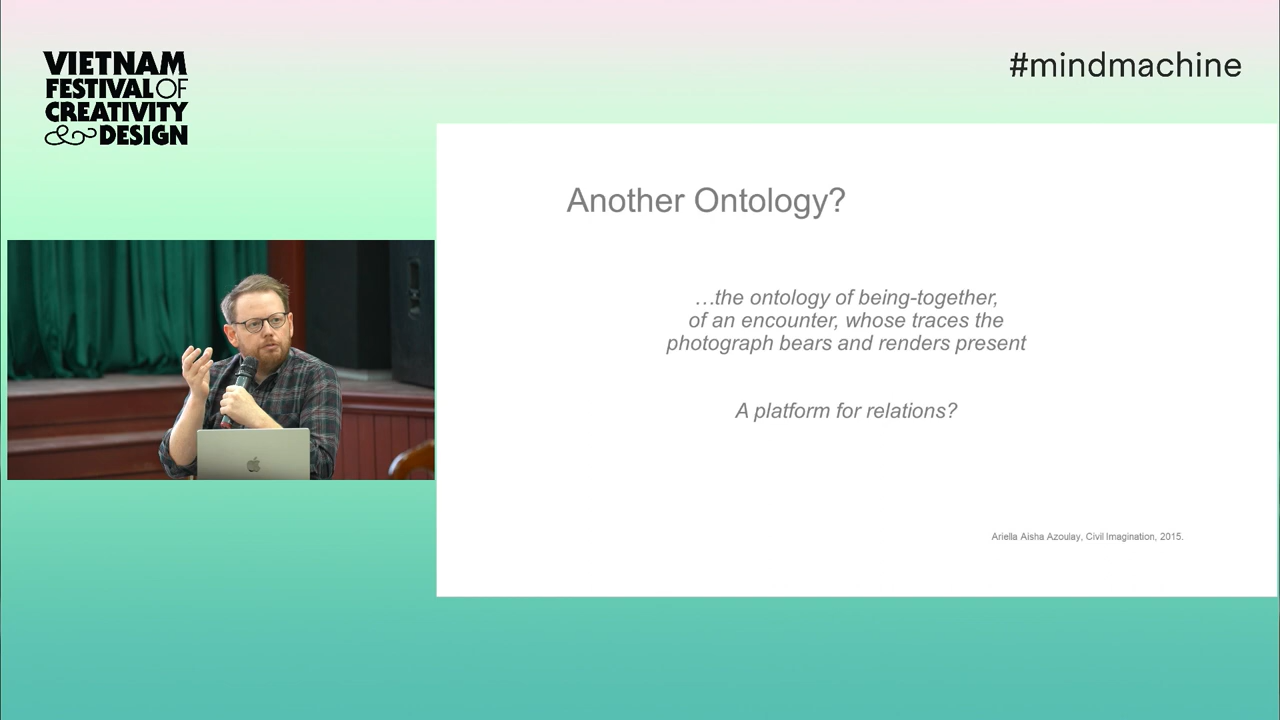 VIETNAM
FESTIVAL OF
CREATIVITY
& DESIGN
#mindmachine
Another Ontology?
…the ontology of being-together,
of an encounter, whose traces the
photograph bears and renders present
A platform for relations?
Ariella Aisha Azoulay, Civil Imagination, 2015.